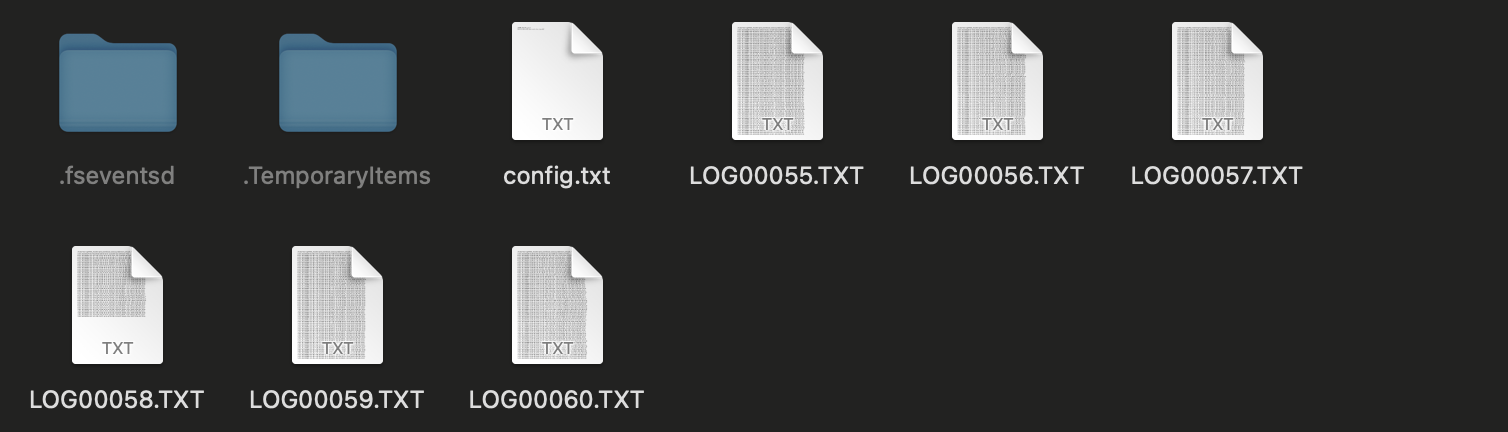 TXT TXT TXT TXT
.fseventsd .TemporaryItems config.txt LOG00055.TXT LOG00056.TXT LOG00057.TXT
TXT TXT TXT
LOG00058.TXT LOG00059.TXT LOG00060.TXT